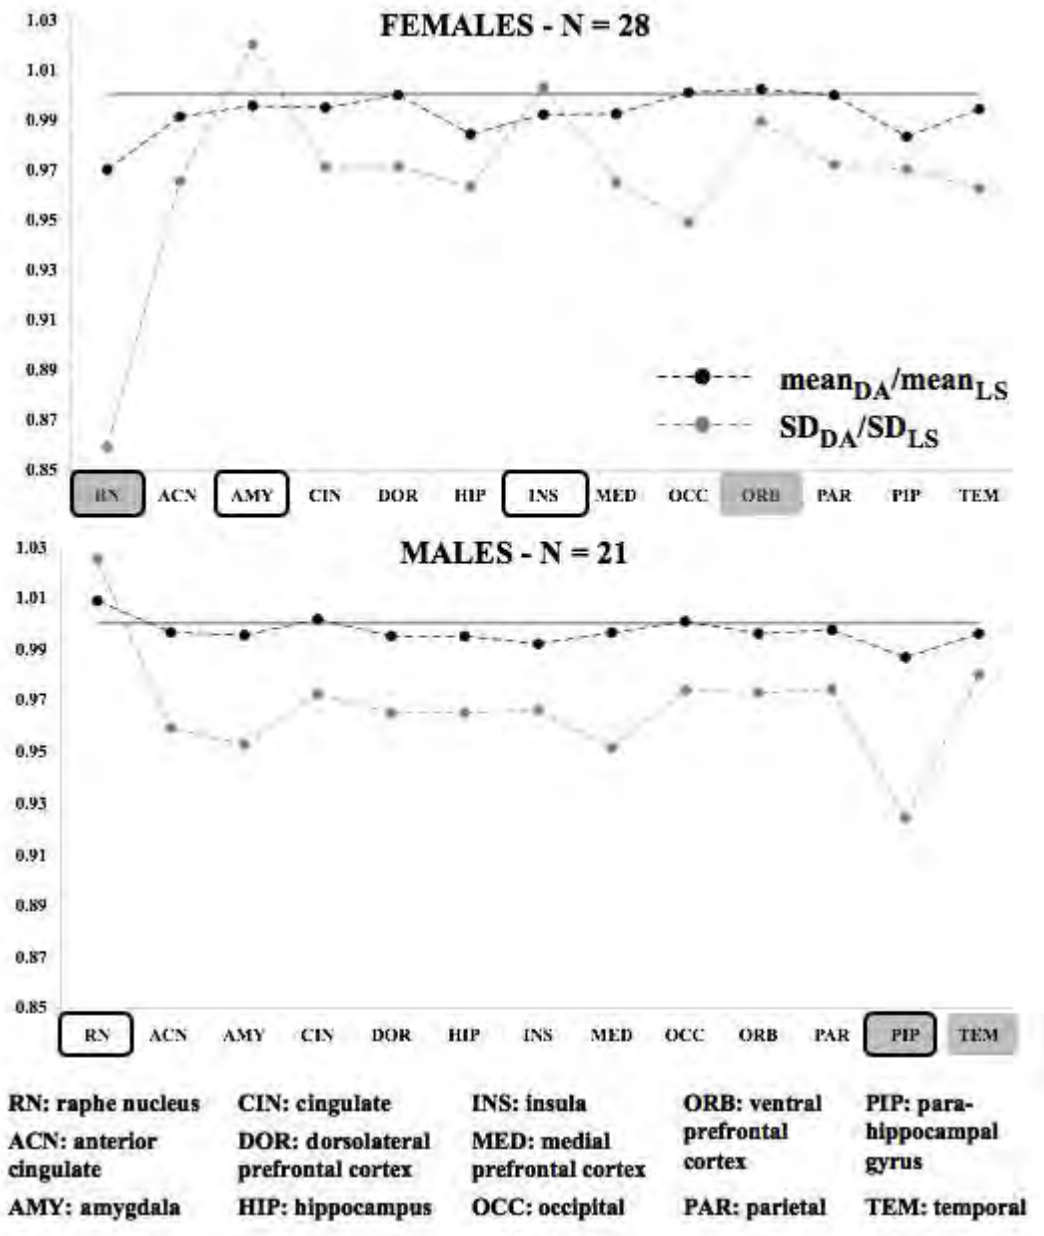 FEMALES - N = 28
1.03
1.01
0.99
0.97
0.95
0.93
0.91
0.89
0.87
0.85
meanDA/meanLS
SDDA/SDLS
RN ACN AMY CIN DOR HIP INS MED OCC ORB PAR PIP TEM
MALES - N = 21
1.03
1.01
0.99
0.97
0.95
0.93
0.91
0.89
0.87
0.85
RN ACN AMY CIN DOR HIP INS MED OCC ORB PAR PIP TEM
RN: raphe nucleus
ACN: anterior
cingulate
AMY: amygdala
CIN: cingulate
DOR: dorsolateral
prefrontal cortex
HIP: hippocampus
INS: insula
MED: medial
prefrontal cortex
OCC: occipital
ORB: ventral
prefrontal
cortex
PAR: parietal
PIP: para-
hippocampal
gyrus
TEM: temporal